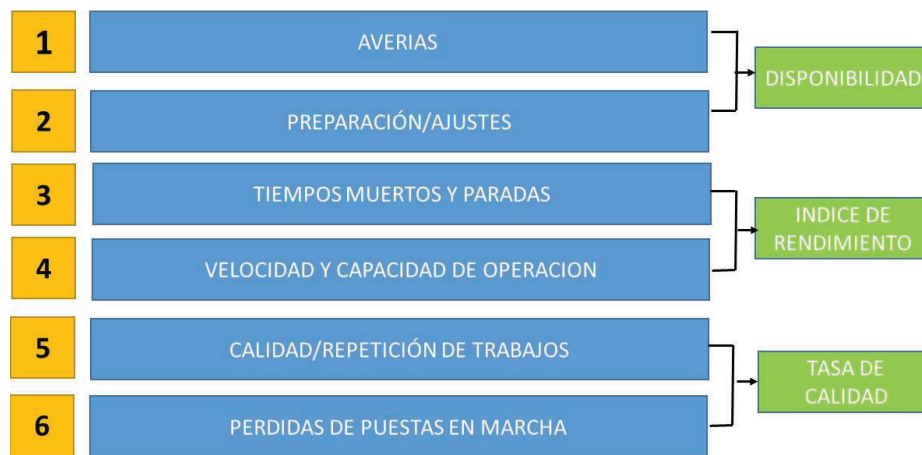 1
AVERIAS
2
PREPARACIÓN/AJUSTES
DISPONIBILIDAD
3
TIEMPOS MUERTOS Y PARADAS
4
VELOCIDAD Y CAPACIDAD DE OPERACION
INDICE DE
RENDIMIENTO
5
CALIDAD/REPETICIÓN DE TRABAJOS
6
PERDIDAS DE PUESTAS EN MARCHA
TASA DE
CALIDAD